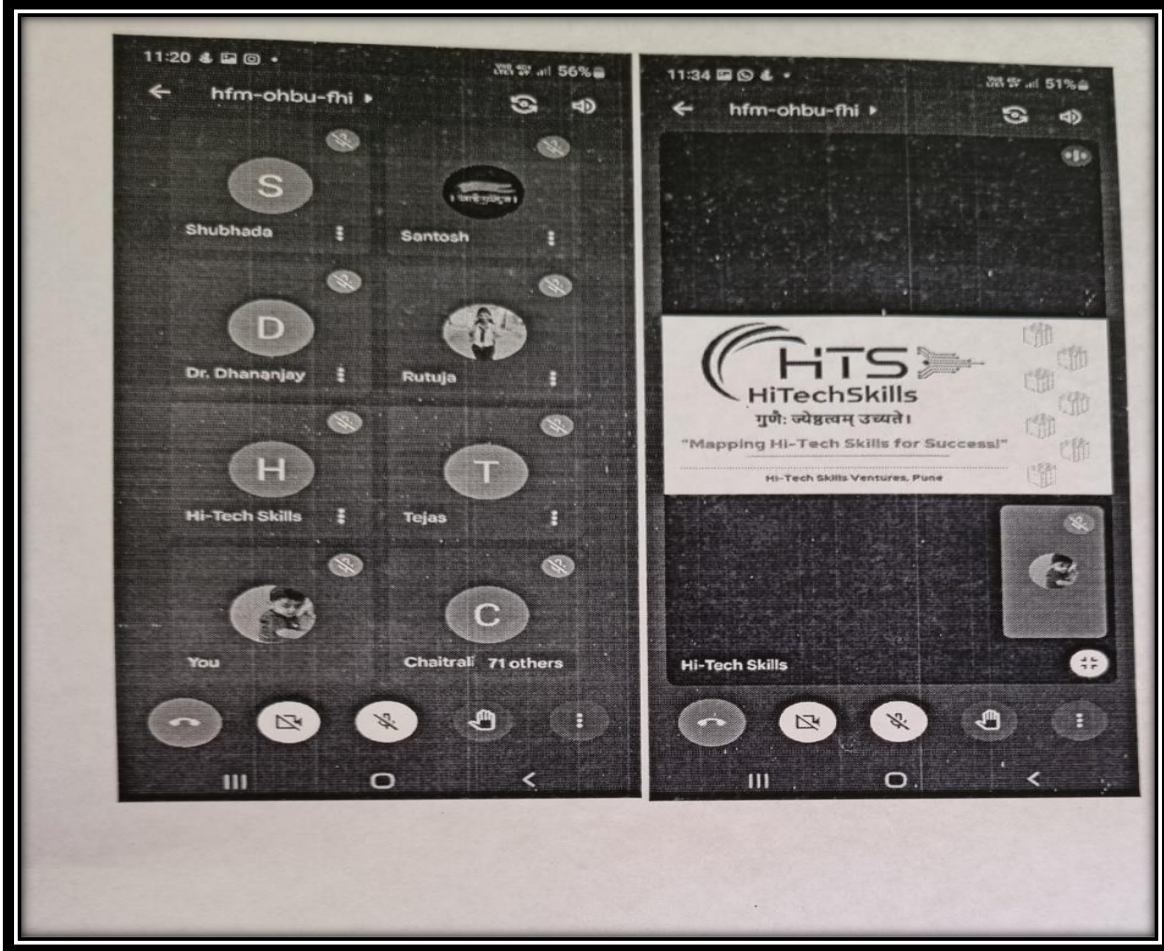 11:20
56%
hfm-ohbu-fhi
S
Shubhada
Santosh
D
Dr. Dhananjay
Rutuja
H
Hi-Tech Skills
T
Tejas
You
C
Chaitrali
71 others
11:34
51%
hfm-ohbu-fhi
HTS
HiTechSkills
गुणैः ज्येष्ठत्वम् उच्यते।
"Mapping Hi-Tech Skills for Success!"
Hi-Tech Skills Ventures, Pune
Hi-Tech Skills